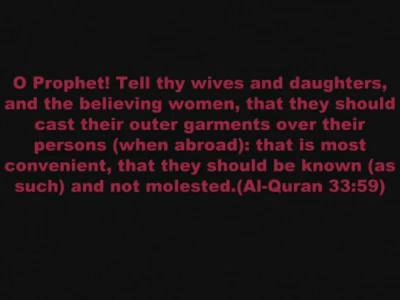 O Prophet! Tell thy wives and daughters,
and the believing women, that they should
cast their outer garments over their
persons (when abroad): that is most
convenient, that they should be known (as
such) and not molested.(Al-Quran 33:59)